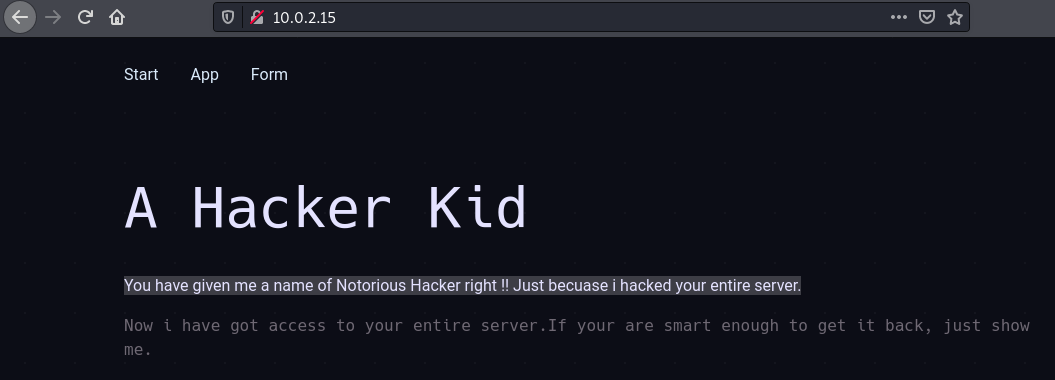 10.0.2.15
Start App Form
A Hacker Kid
You have given me a name of Notorious Hacker right !! Just becuase i hacked your entire server.
Now i have got access to your entire server.If your are smart enough to get it back, just show
me.